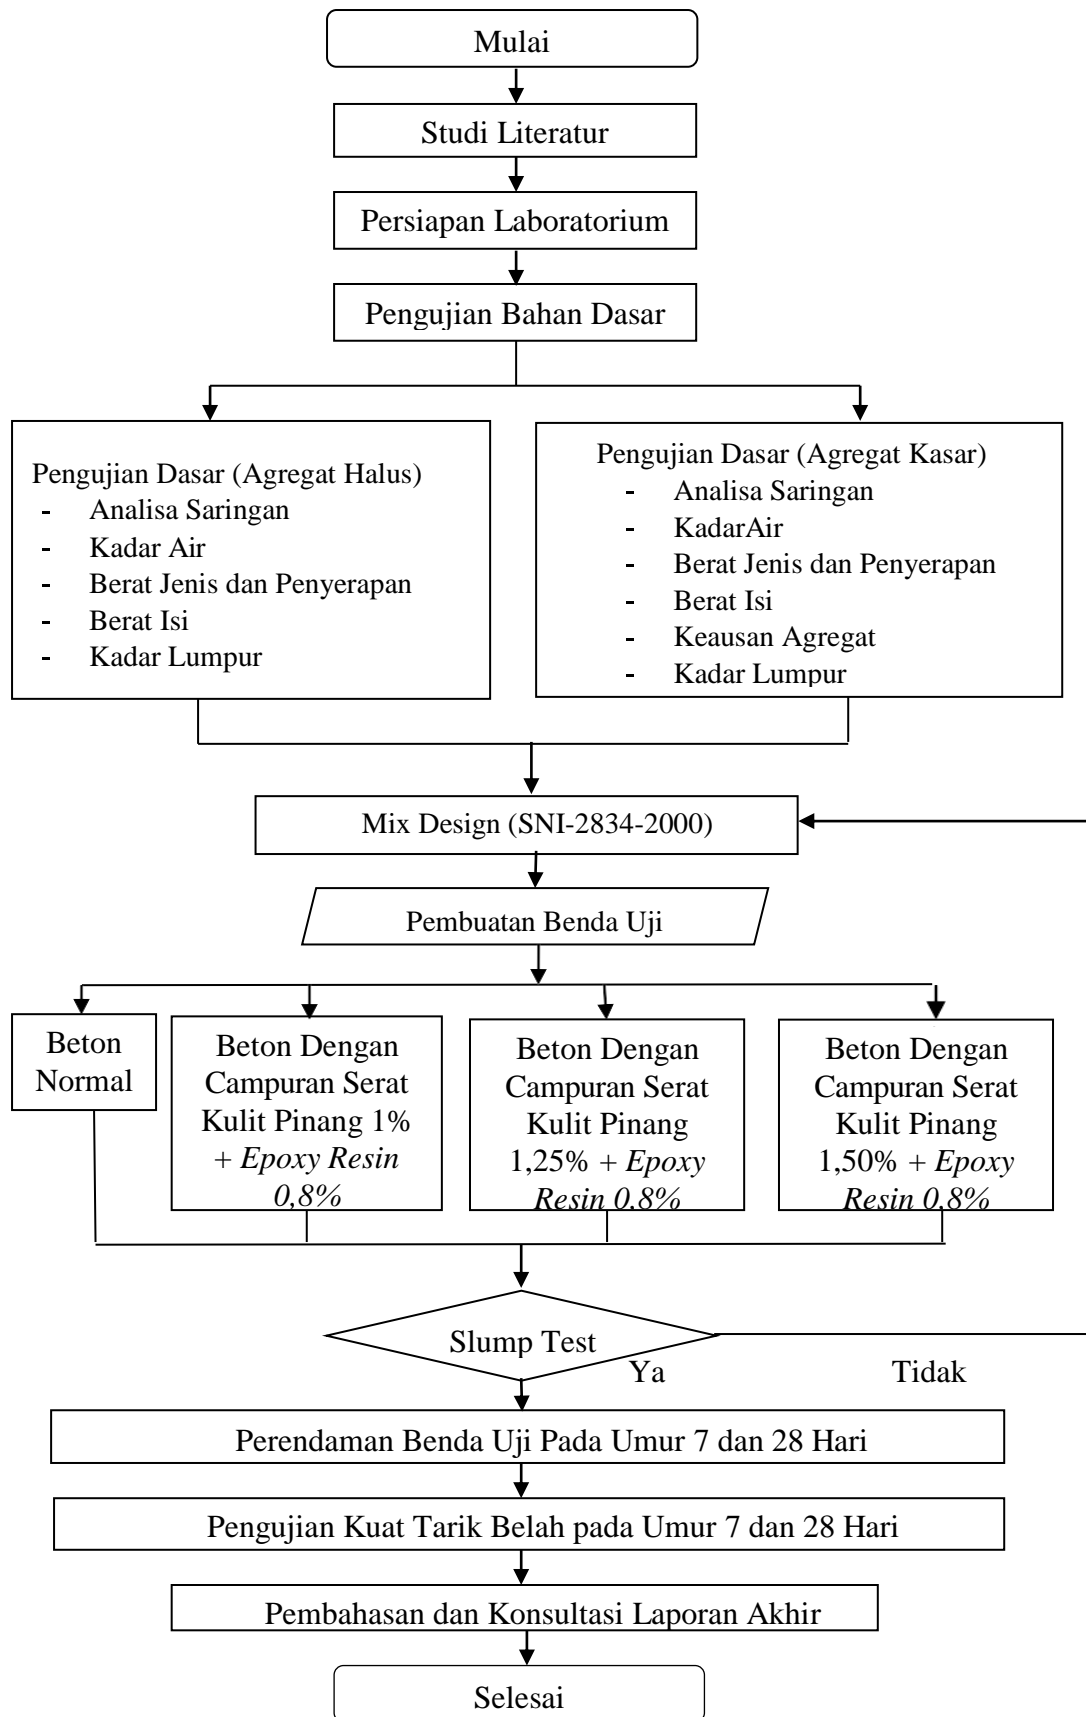 Mulai
Studi Literatur
Persiapan Laboratorium
Pengujian Bahan Dasar
Pengujian Dasar (Agregat Halus)
- Analisa Saringan
- Kadar Air
- Berat Jenis dan Penyerapan
- Berat Isi
- Kadar Lumpur
Pengujian Dasar (Agregat Kasar)
- Analisa Saringan
- KadarAir
- Berat Jenis dan Penyerapan
- Berat Isi
- Keausan Agregat
- Kadar Lumpur
Mix Design (SNI-2834-2000)
Pembuatan Benda Uji
Beton
Normal
Beton Dengan
Campuran Serat
Kulit Pinang 1%
+ Epoxy Resin
0,8%
Beton Dengan
Campuran Serat
Kulit Pinang
1,25% + Epoxy
Resin 0,8%
Beton Dengan
Campuran Serat
Kulit Pinang
1,50% + Epoxy
Resin 0,8%
Slump Test
Ya
Tidak
Perendaman Benda Uji Pada Umur 7 dan 28 Hari
Pengujian Kuat Tarik Belah pada Umur 7 dan 28 Hari
Pembahasan dan Konsultasi Laporan Akhir
Selesai